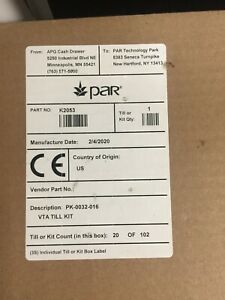 From: APG Cash Drawer
5250 Industrial Blvd NE
Minneapolis, MN 55421
(763) 571-5000
To: PAR Technology Park
8383 Seneca Turnpike
New Hartford, NY 13413
par
PART NO: K2053
Till or Kit Qty: 1
Date of Manufacture: 2/4/2020
CE
Country of Origin:
US
Vendor Part No:
Description: PK-0032-016
VTA TILL KIT
Till or Kit Count (in this box): 20 OF 102
(3S) Individual Till or Kit Box Label